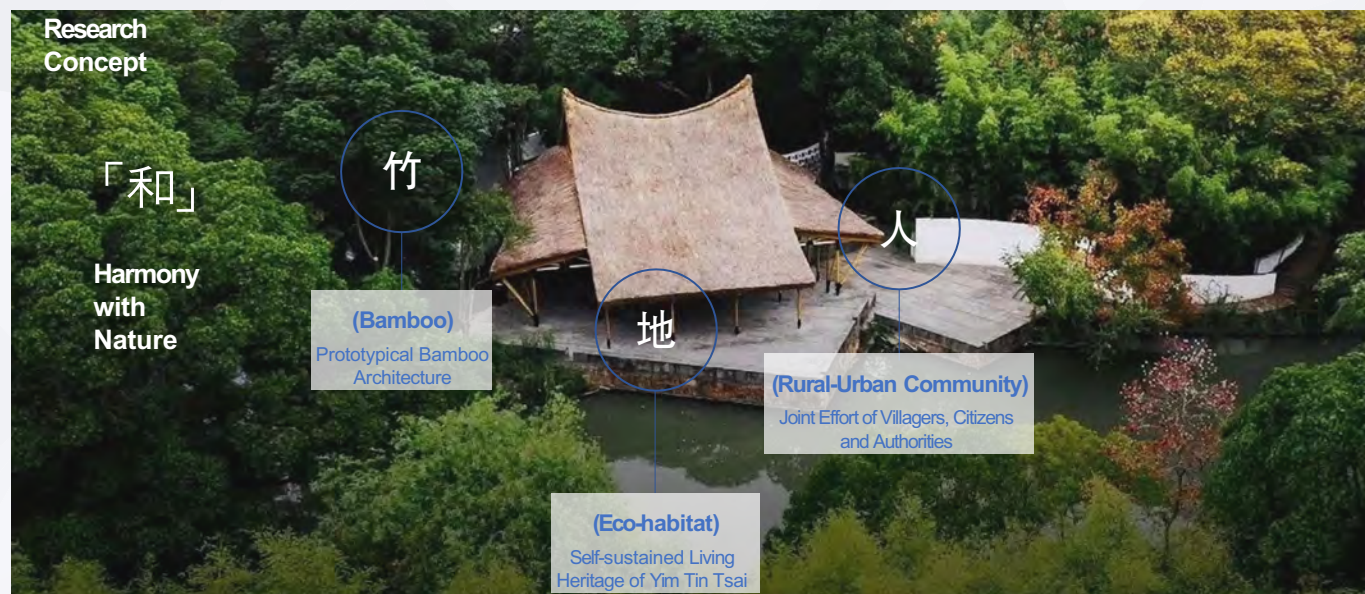 Research
Concept
「和」
Harmony
with
Nature
竹
(Bamboo)
Prototypical Bamboo
Architecture
地
(Eco-habitat)
Self-sustained Living
Heritage of Yim Tin Tsai
人
(Rural-Urban Community)
Joint Effort of Villagers, Citizens
and Authorities